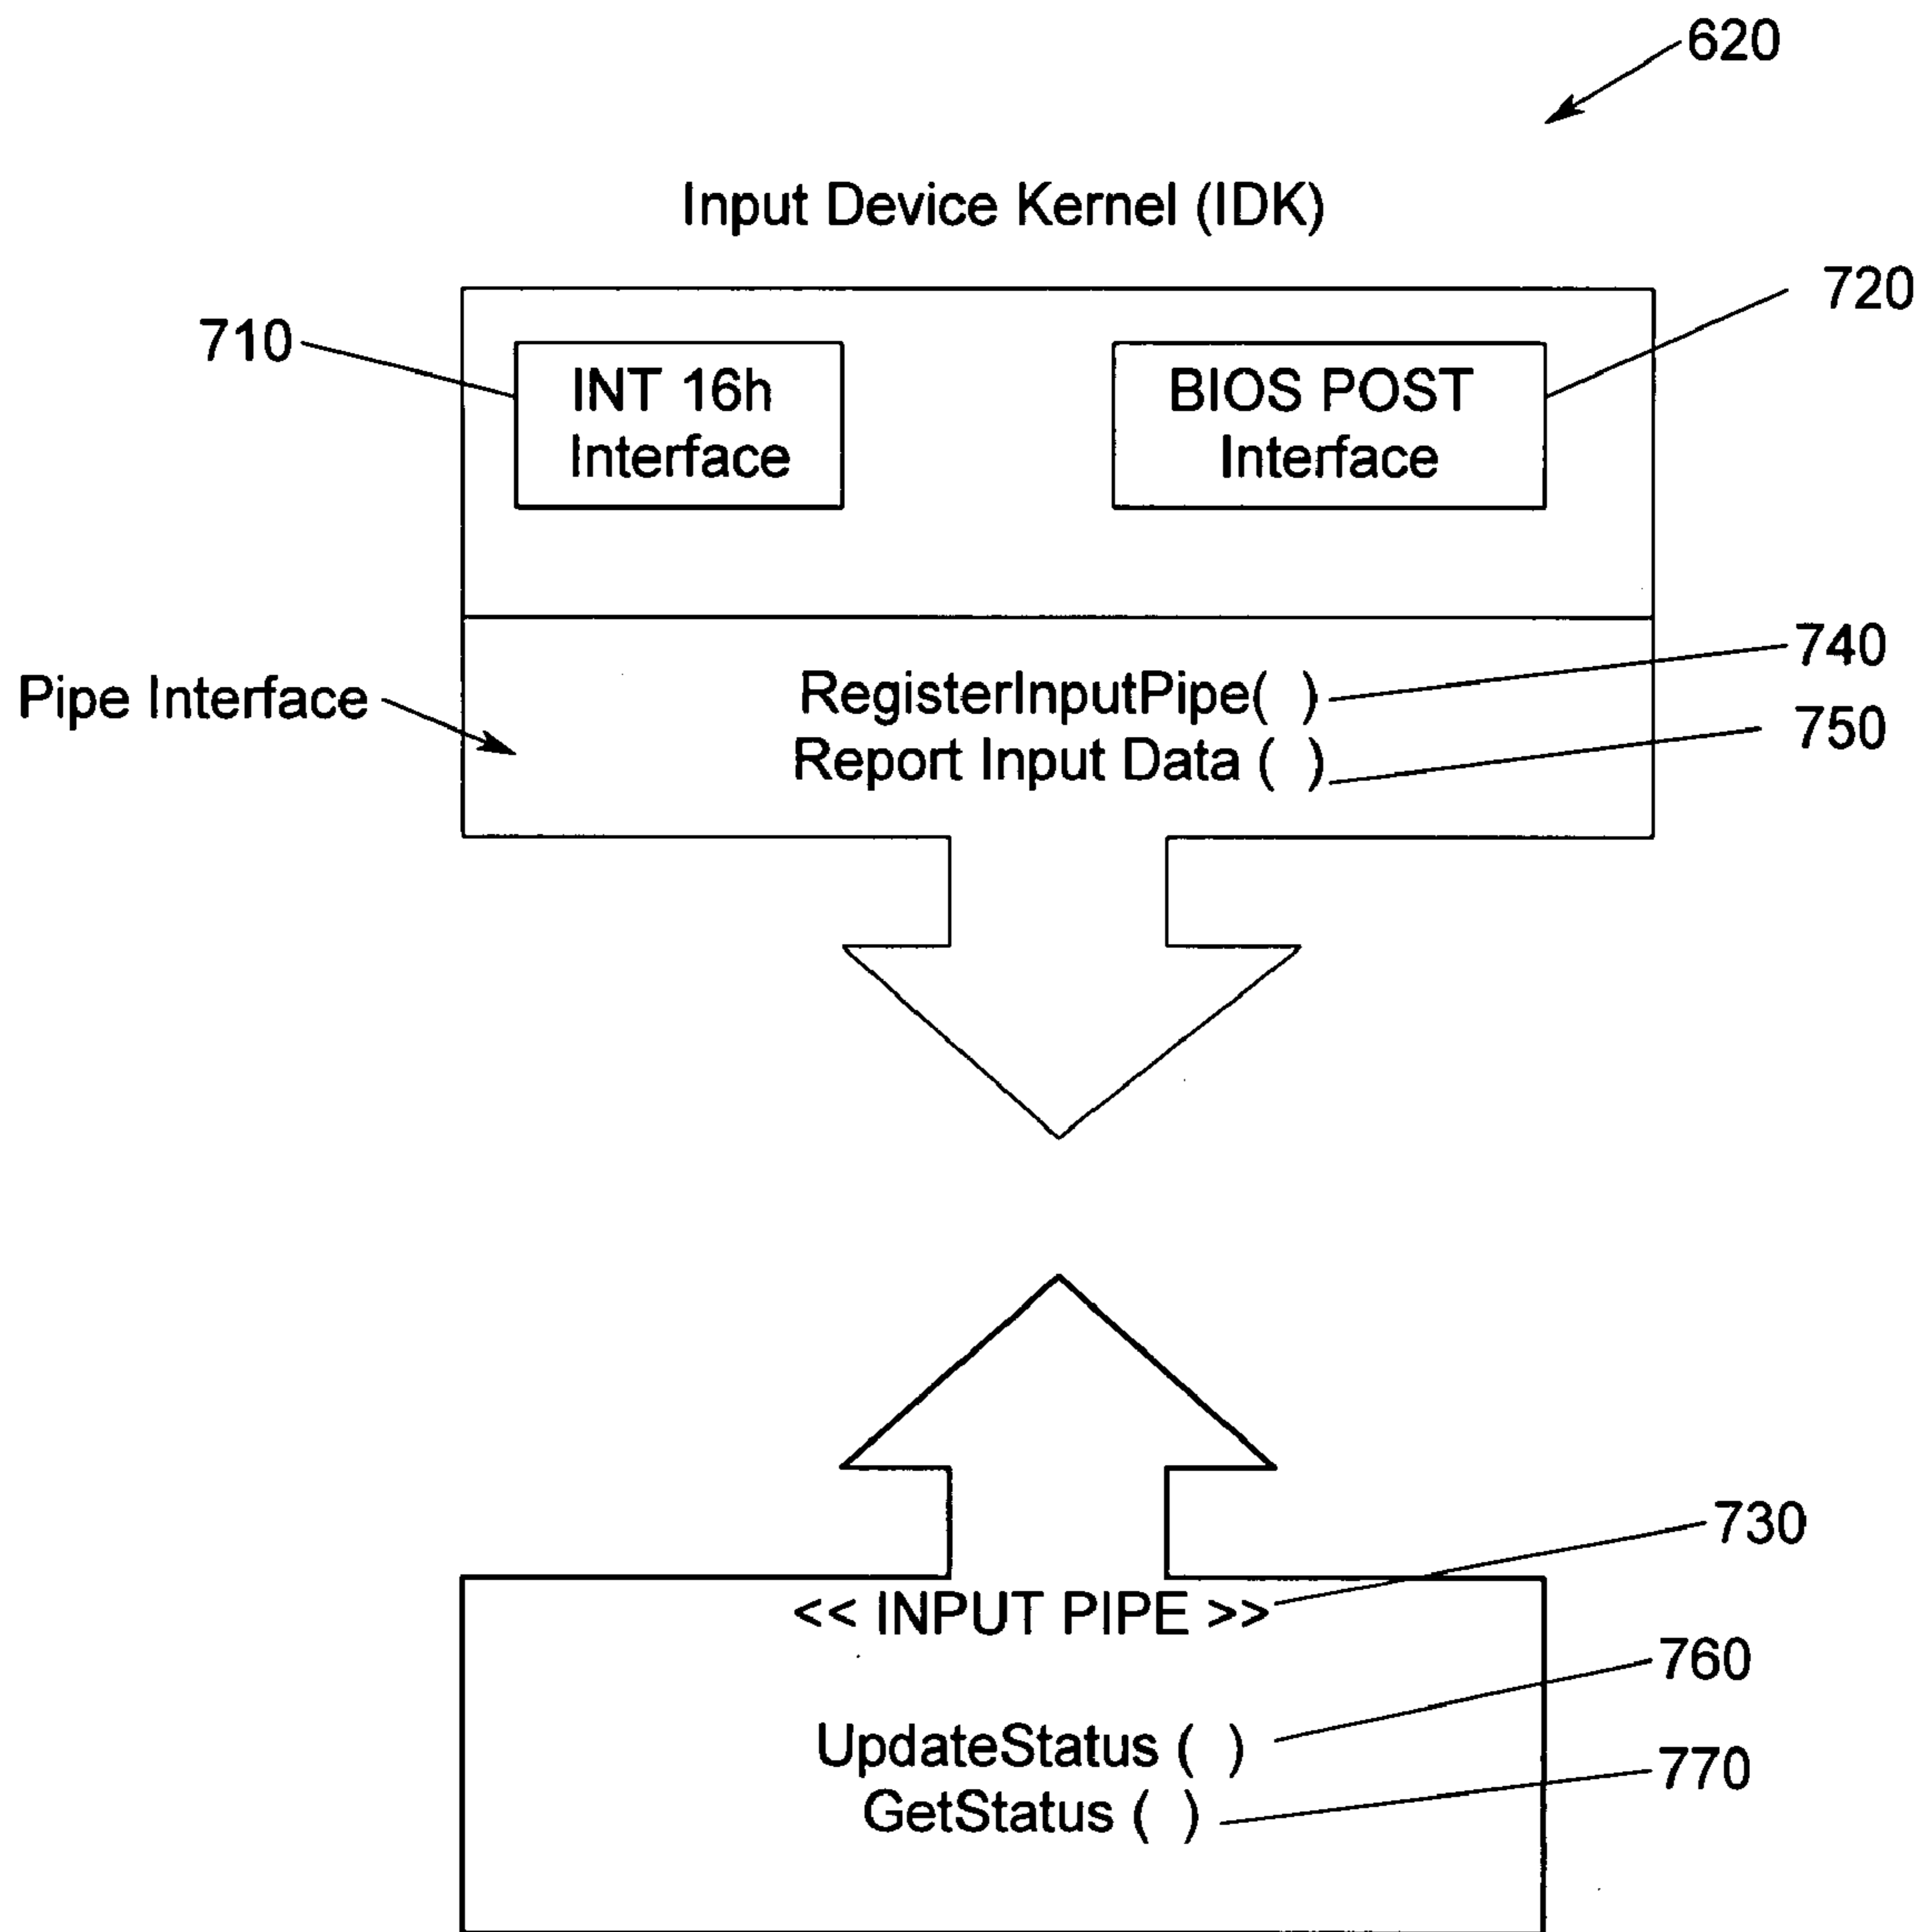 620
Input Device Kernel (IDK)
720
710
INT 16h
Interface
BIOS POST
Interface
740
Pipe Interface
RegisterInputPipe( )
750
Report Input Data ( )
730
<< INPUT PIPE >>
760
UpdateStatus ( )
770
GetStatus ( )